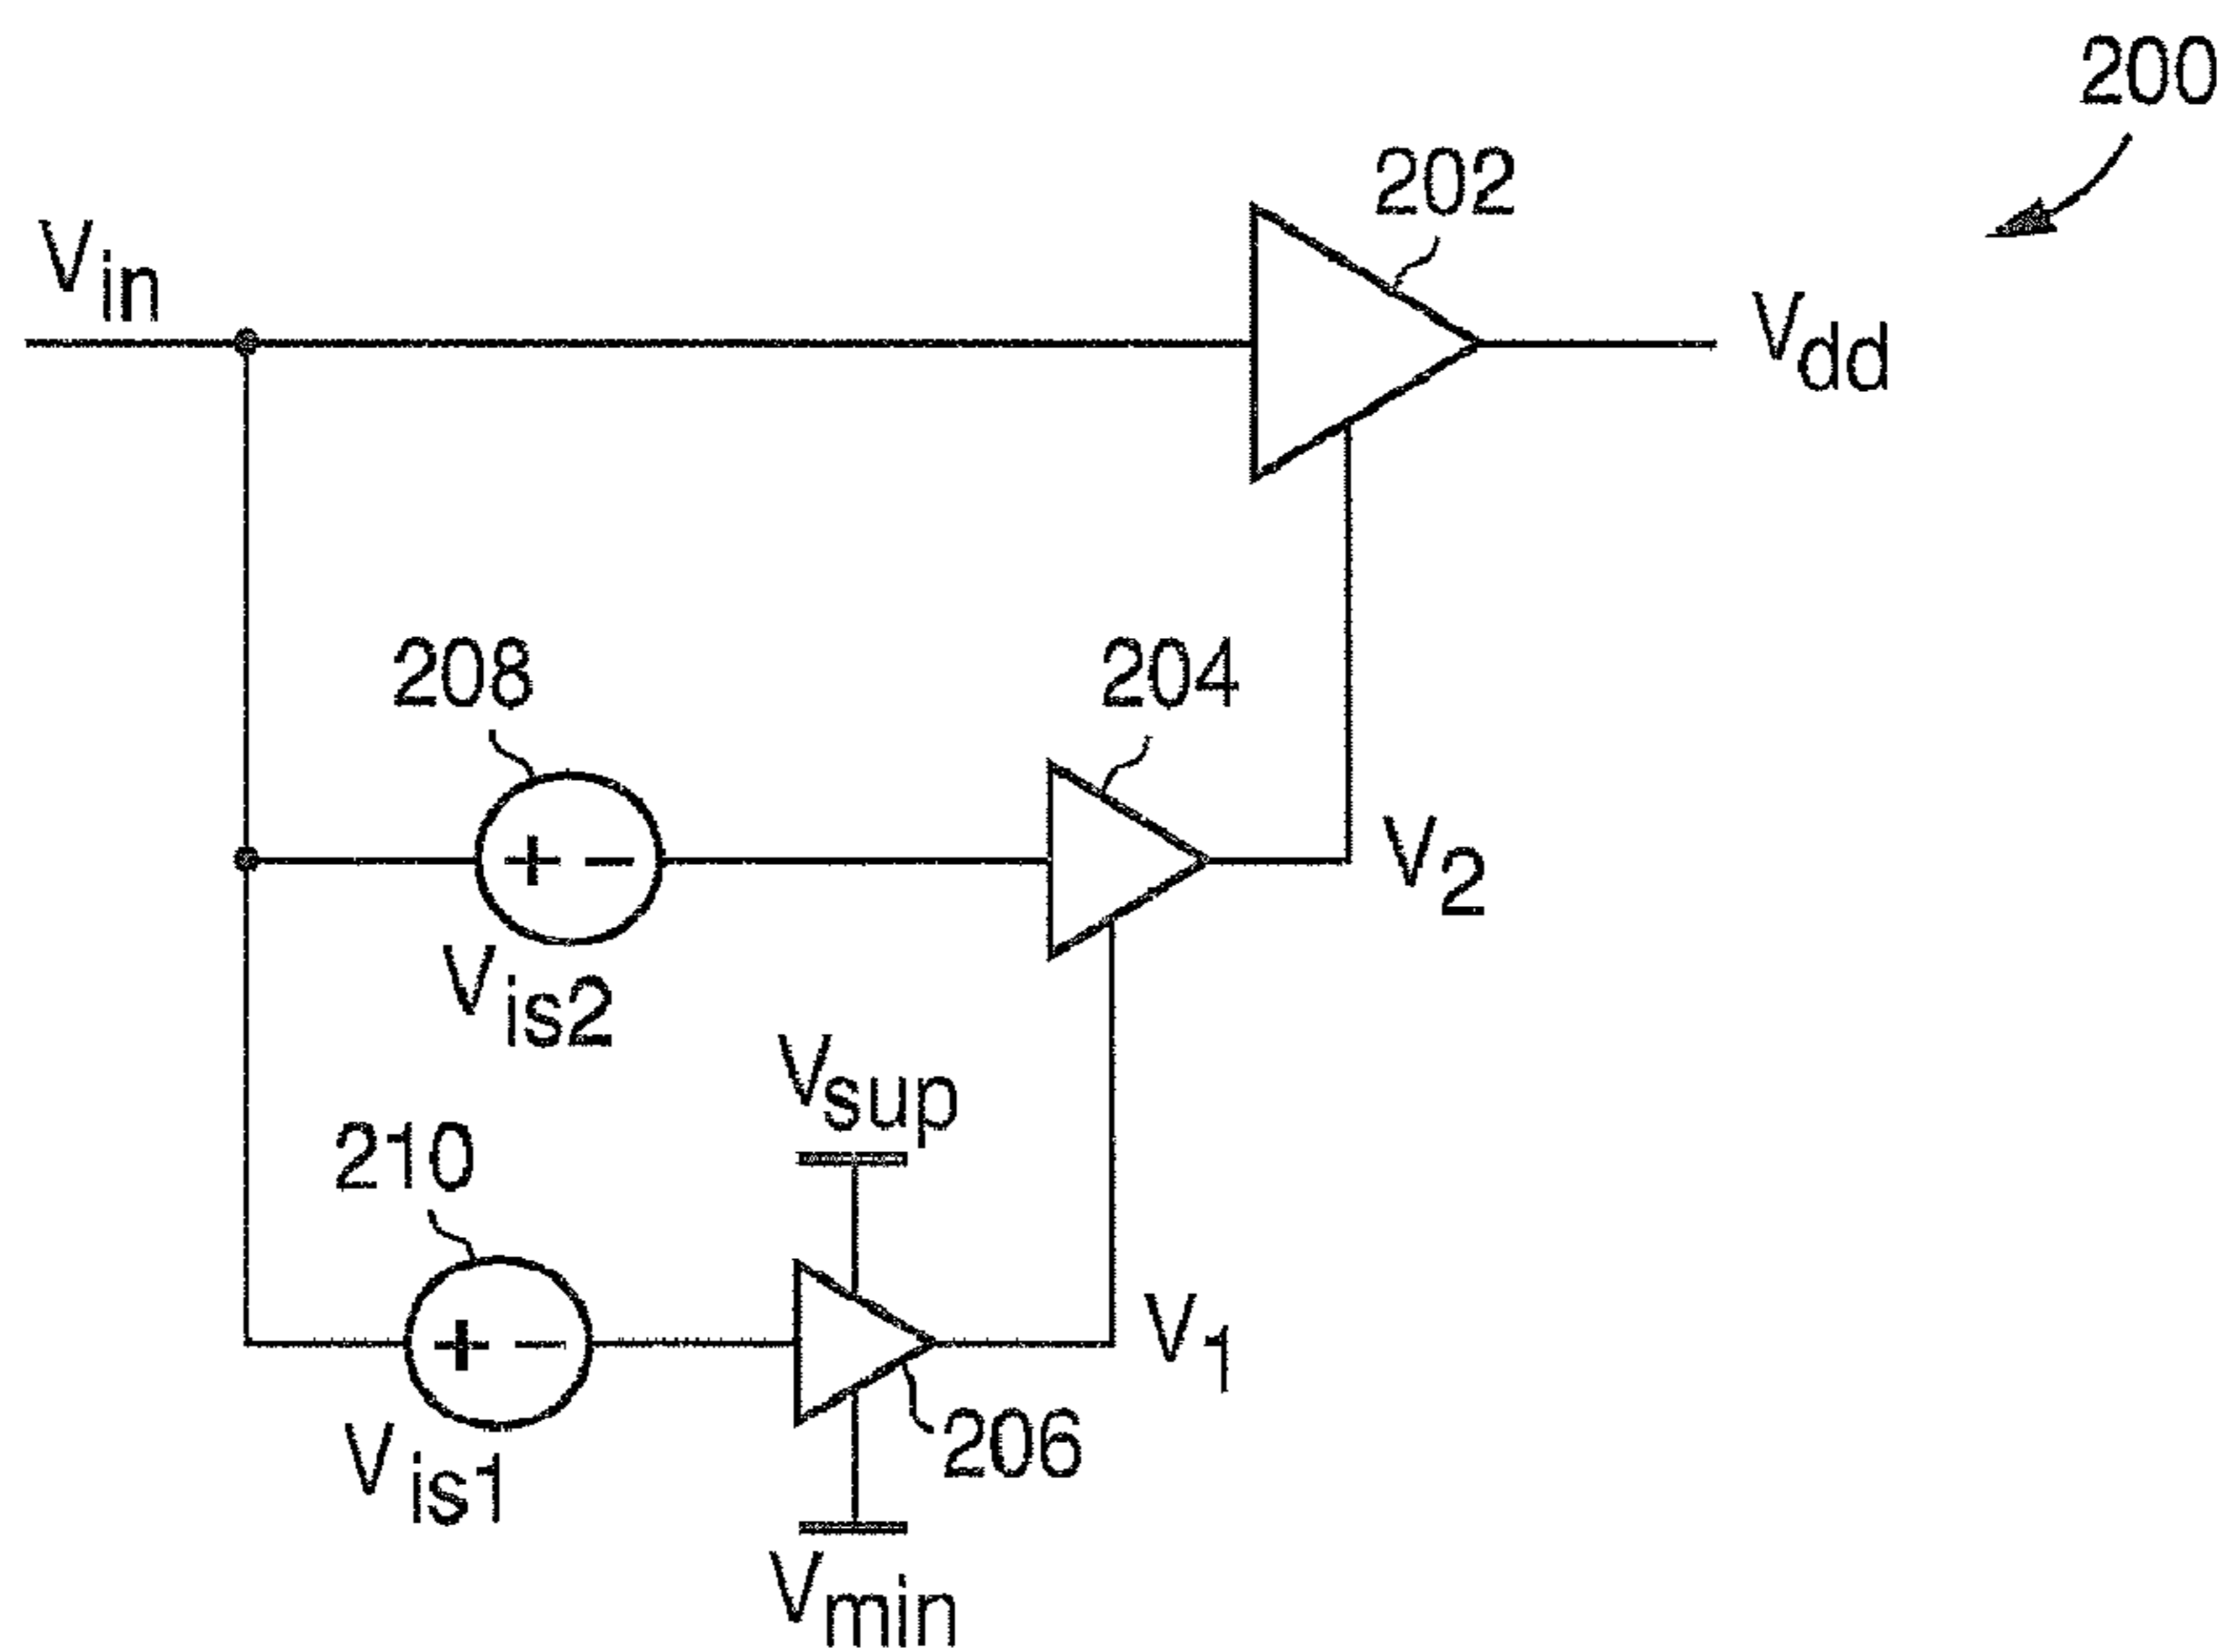 200
202
Vin
Vdd
208
204
+ -
V2
Vis2
Vsup
210
+ -
V1
206
Vis1
Vmin